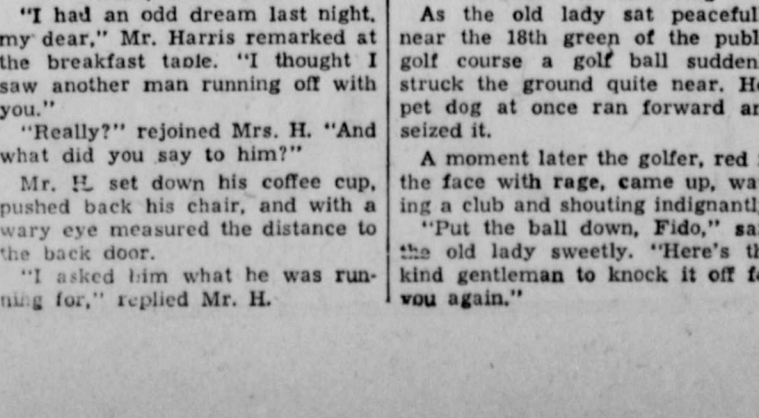 "I had an odd dream last night,
my dear," Mr. Harris remarked at
the breakfast table. "I thought I
saw another man running off with
you."
"Really?" rejoined Mrs. H. "And
what did you say to him?"
Mr. H. set down his coffee cup,
pushed back his chair, and with a
wary eye measured the distance to
the back door.
"I asked him what he was run-
ning for," replied Mr. H.
As the old lady sat peaceful
near the 18th green of the publ
golf course a golf ball sudden
struck the ground quite near. He
pet dog at once ran forward an
seized it.
A moment later the golfer, red
the face with rage, came up, wa
ing a club and shouting indignantl
"Put the ball down, Fido," sa
the old lady sweetly. "Here's th
kind gentleman to knock it off f
you again."